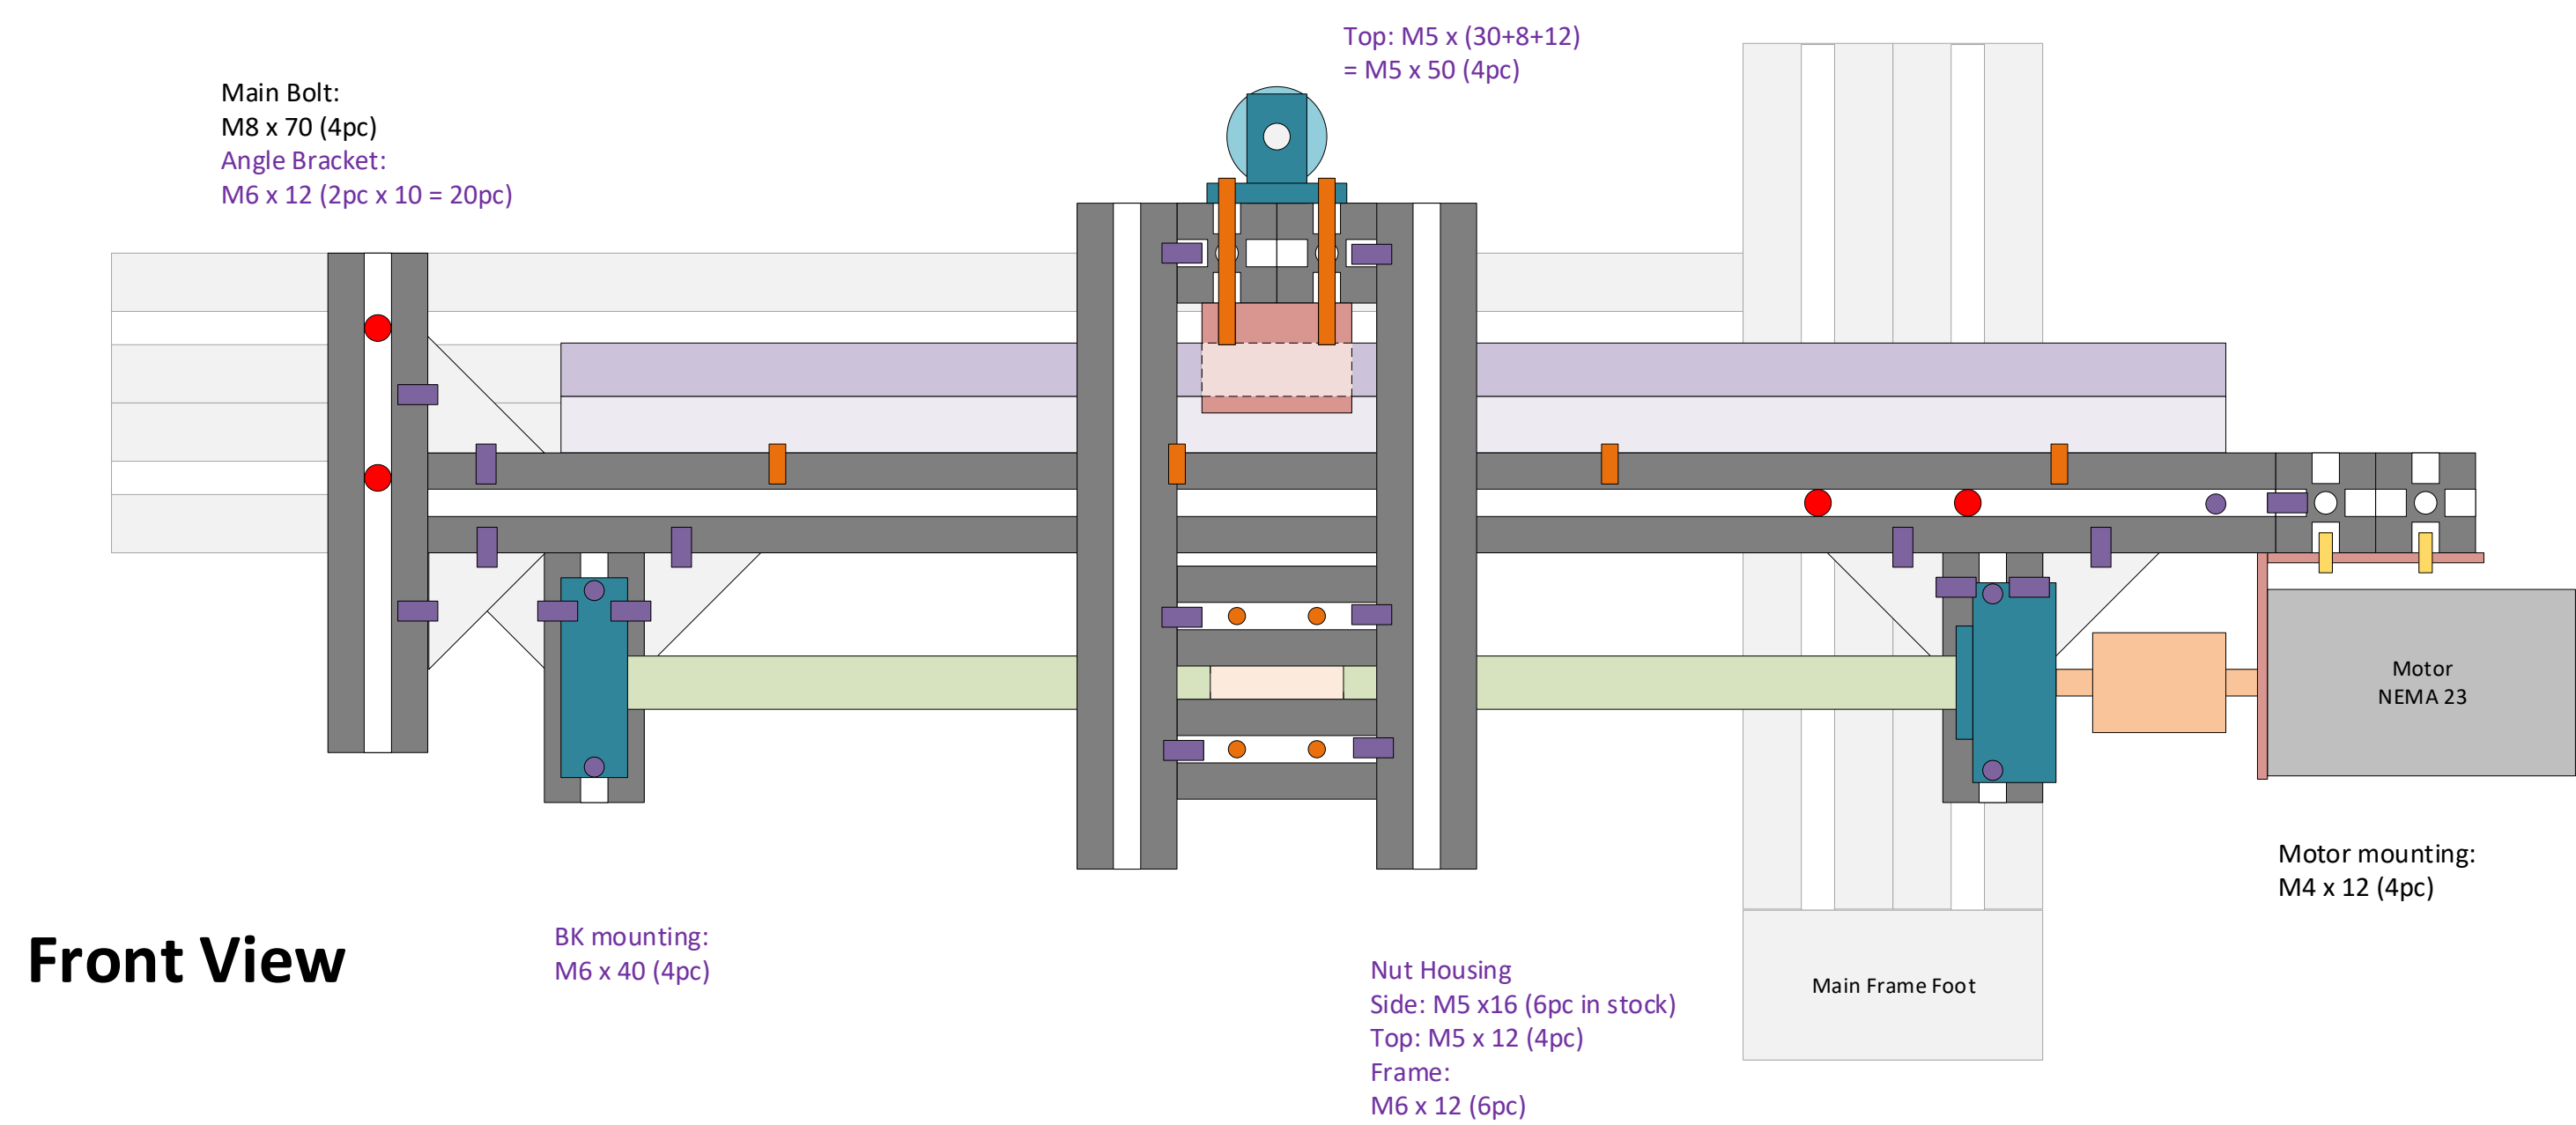 Top: M5 x (30+8+12)
= M5 x 50 (4pc)
Main Bolt:
M8 x 70 (4pc)
Angle Bracket:
M6 x 12 (2pc x 10 = 20pc)
Motor
NEMA 23
Motor mounting:
M4 x 12 (4pc)
Front View
BK mounting:
M6 x 40 (4pc)
Nut Housing
Side: M5 x16 (6pc in stock)
Top: M5 x 12 (4pc)
Frame:
M6 x 12 (6pc)
Main Frame Foot